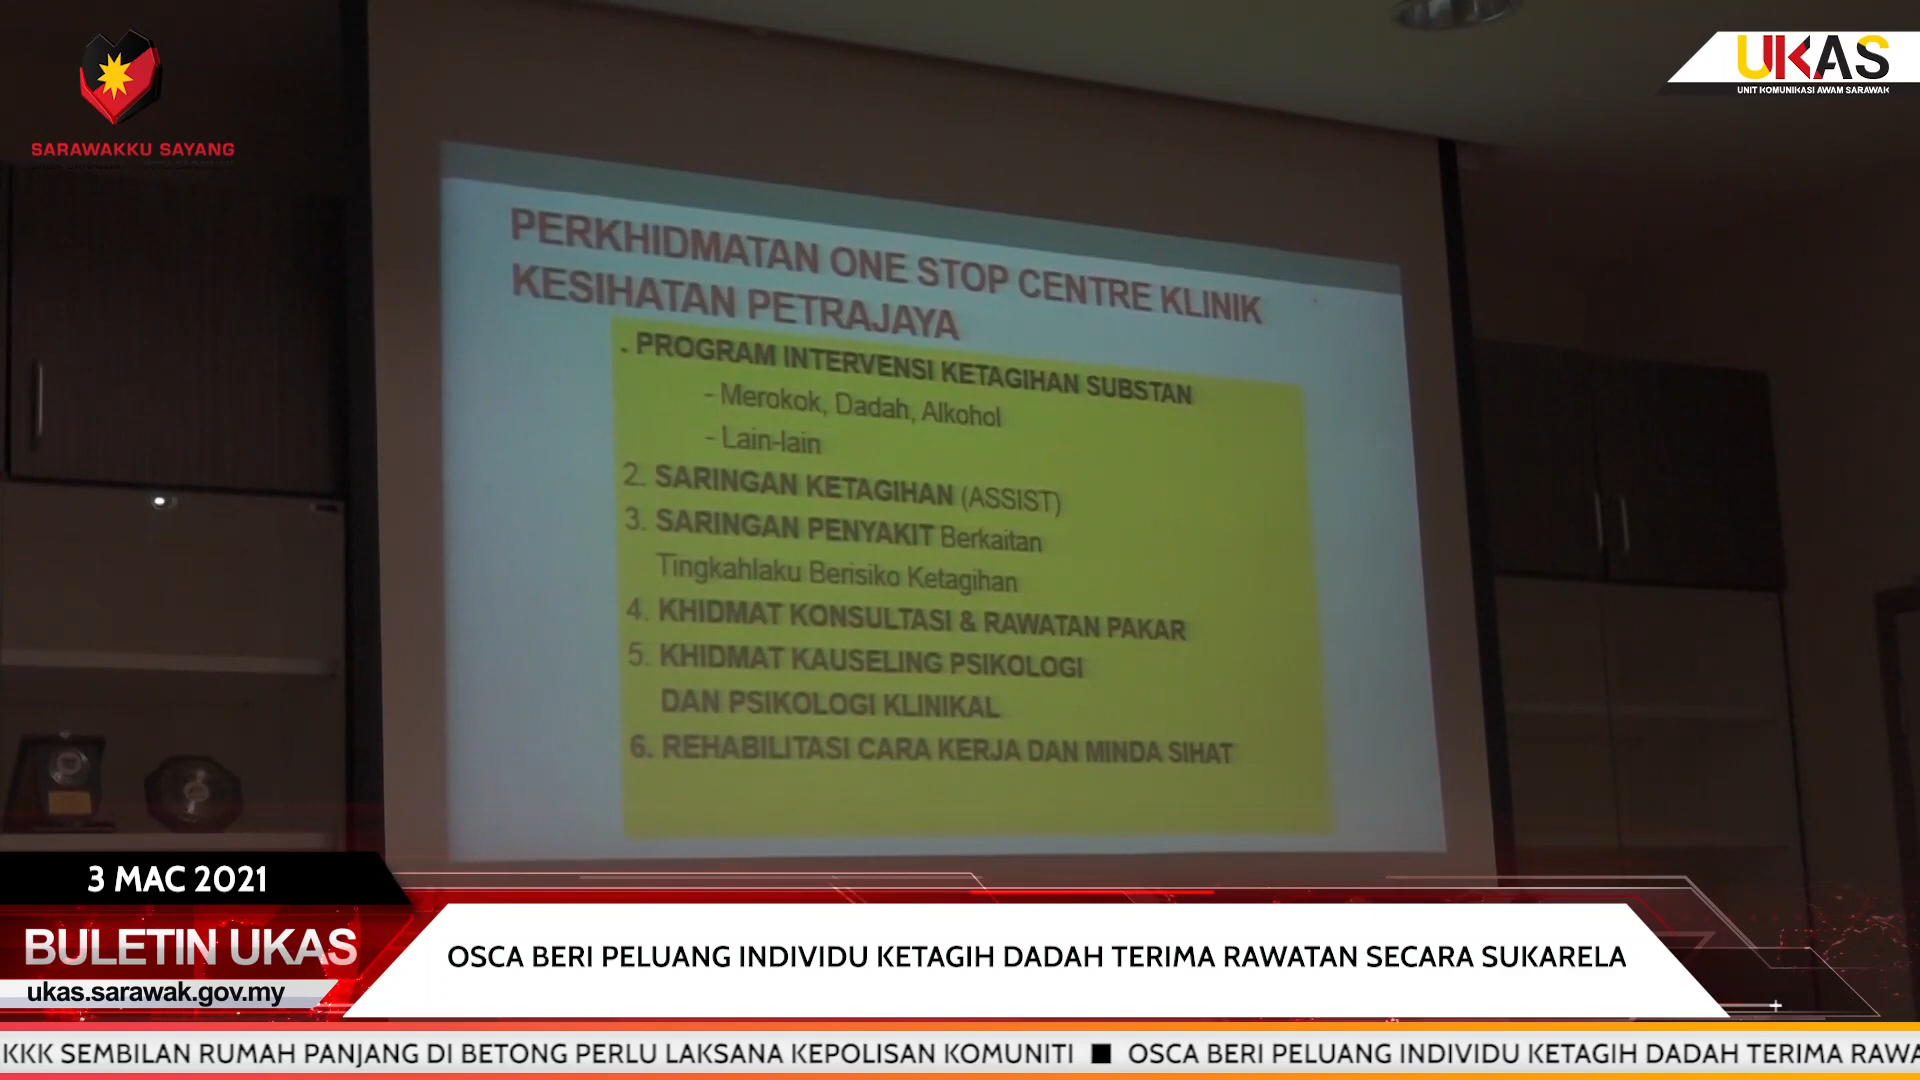 SARAWAKKU SAYANG
UKAS
UNIT KOMUNIKASI AWAM SARAWAK
PERKHIDMATAN ONE STOP CENTRE KLINIK
KESIHATAN PETRAJAYA
. PROGRAM INTERVENSI KETAGIHAN SUBSTAN
- Merokok, Dadah, Alkohol
- Lain-lain
2. SARINGAN KETAGIHAN (ASSIST)
3. SARINGAN PENYAKIT Berkaitan
Tingkahlaku Berisiko Ketagihan
4. KHIDMAT KONSULTASI & RAWATAN PAKAR
5. KHIDMAT KAUSELING PSIKOLOGI
DAN PSIKOLOGI KLINIKAL
6. REHABILITASI CARA KERJA DAN MINDA SIHAT
3 MAC 2021
BULETIN UKAS
ukas.sarawak.gov.my
OSCA BERI PELUANG INDIVIDU KETAGIH DADAH TERIMA RAWATAN SECARA SUKARELA
KKK SEMBILAN RUMAH PANJANG DI BETONG PERLU LAKSANA KEPOLISAN KOMUNITI ■ OSCA BERI PELUANG INDIVIDU KETAGIH DADAH TERIMA RAWA